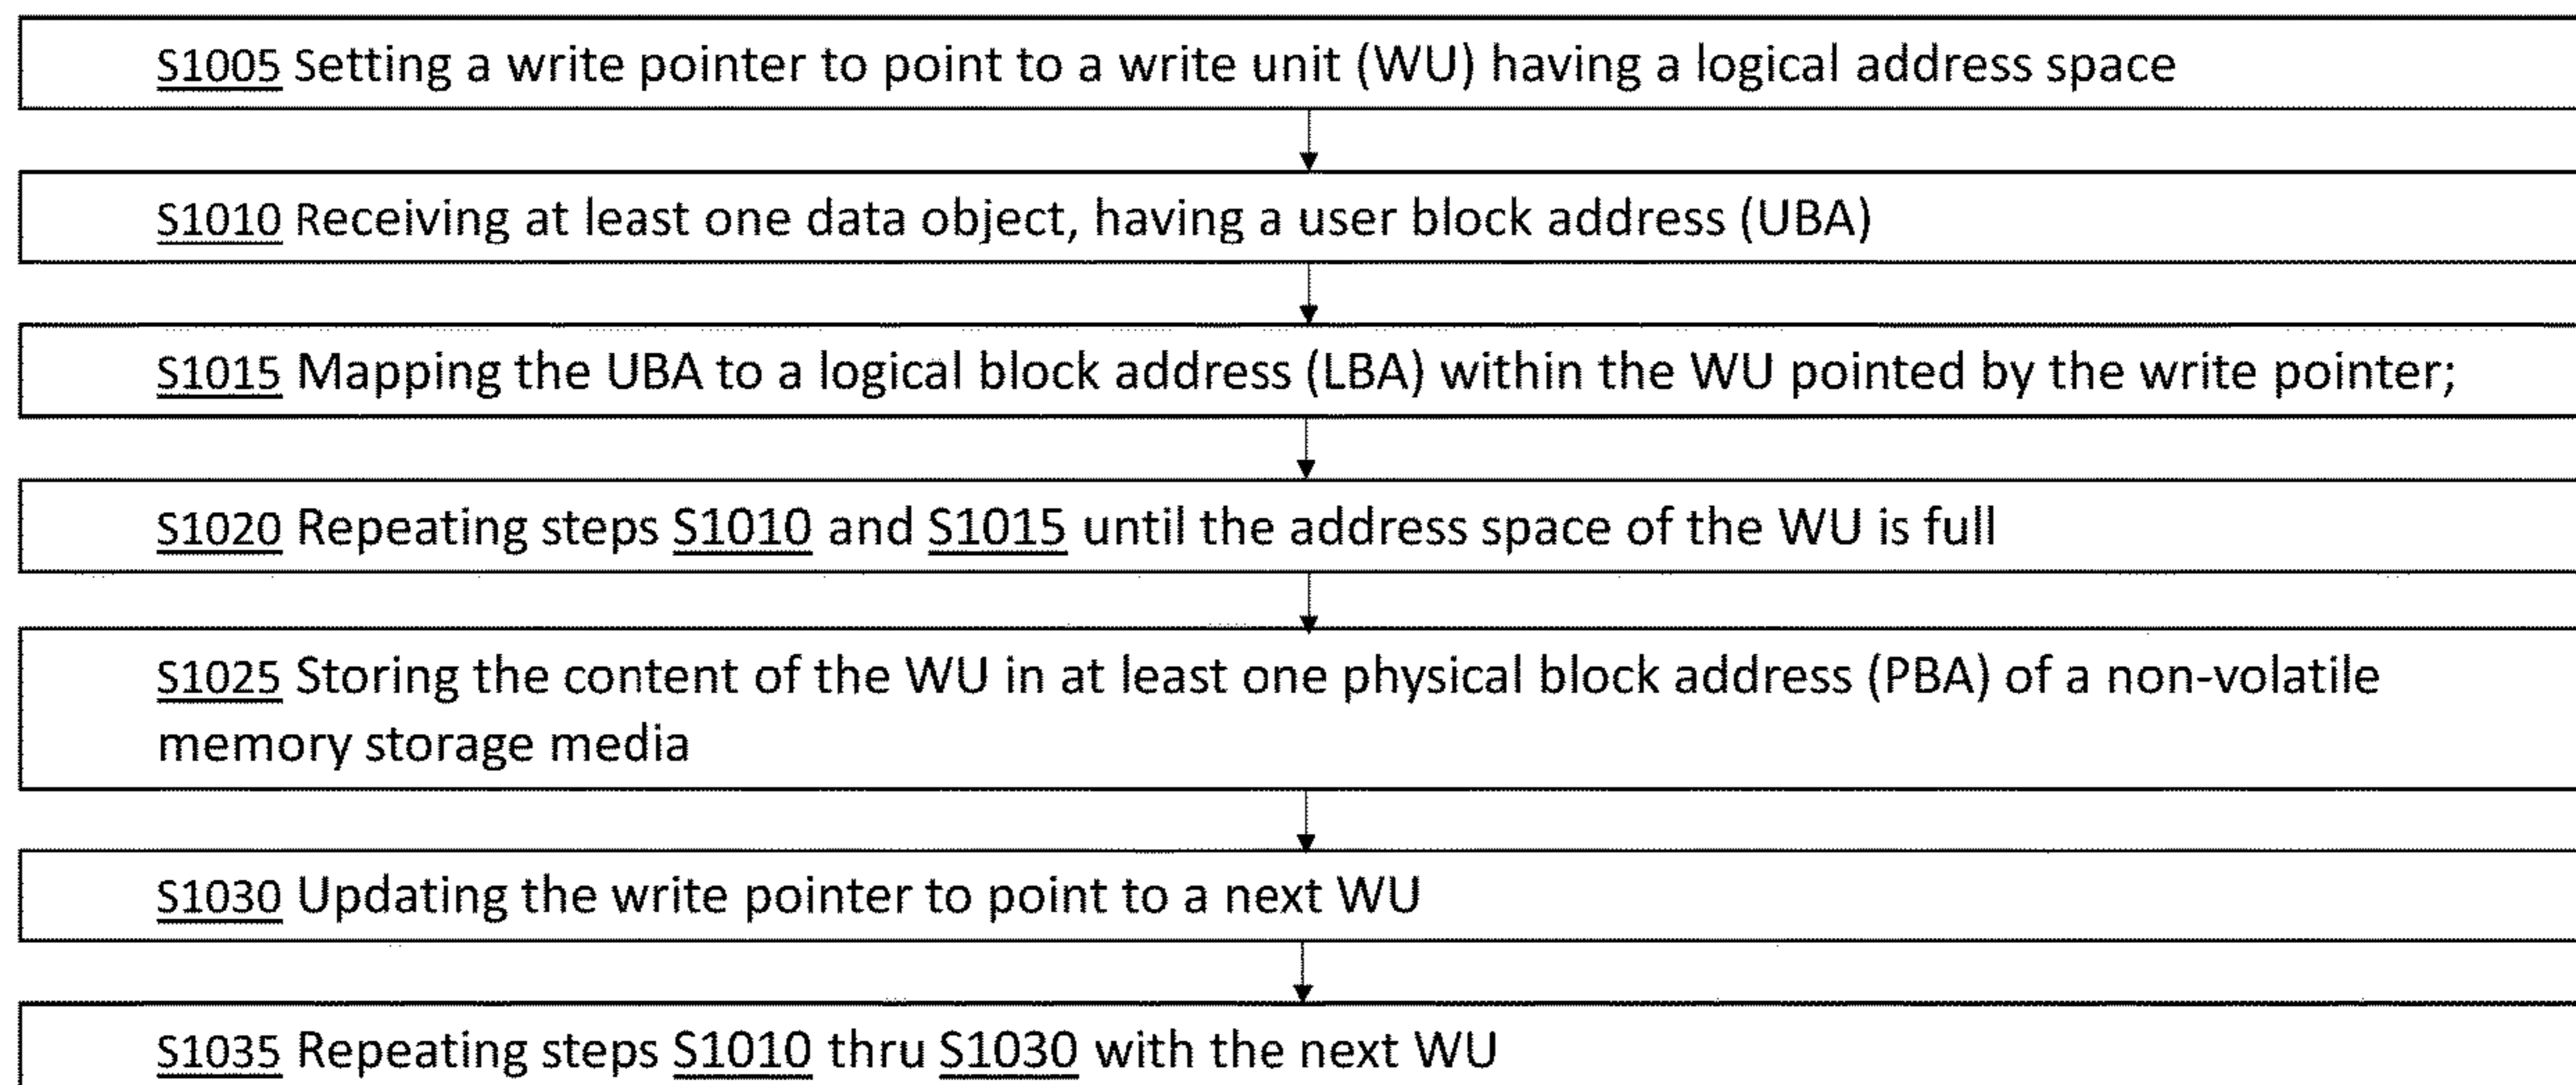 S1005 Setting a write pointer to point to a write unit (WU) having a logical address space
S1010 Receiving at least one data object, having a user block address (UBA)
S1015 Mapping the UBA to a logical block address (LBA) within the WU pointed by the write pointer;
S1020 Repeating steps S1010 and S1015 until the address space of the WU is full
S1025 Storing the content of the WU in at least one physical block address (PBA) of a non-volatile
memory storage media
S1030 Updating the write pointer to point to a next WU
S1035 Repeating steps S1010 thru S1030 with the next WU